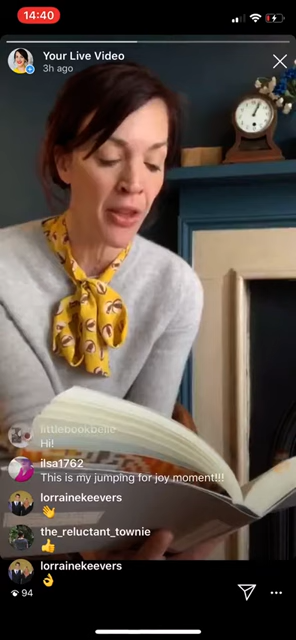 14:40
Your Live Video
3h ago
littlebookbelle
Hi!
ilsa1762
This is my jumping for joy moment!!!
lorrainekeevers
👋
the_reluctant_townie
👍
lorrainekeevers
👌
94